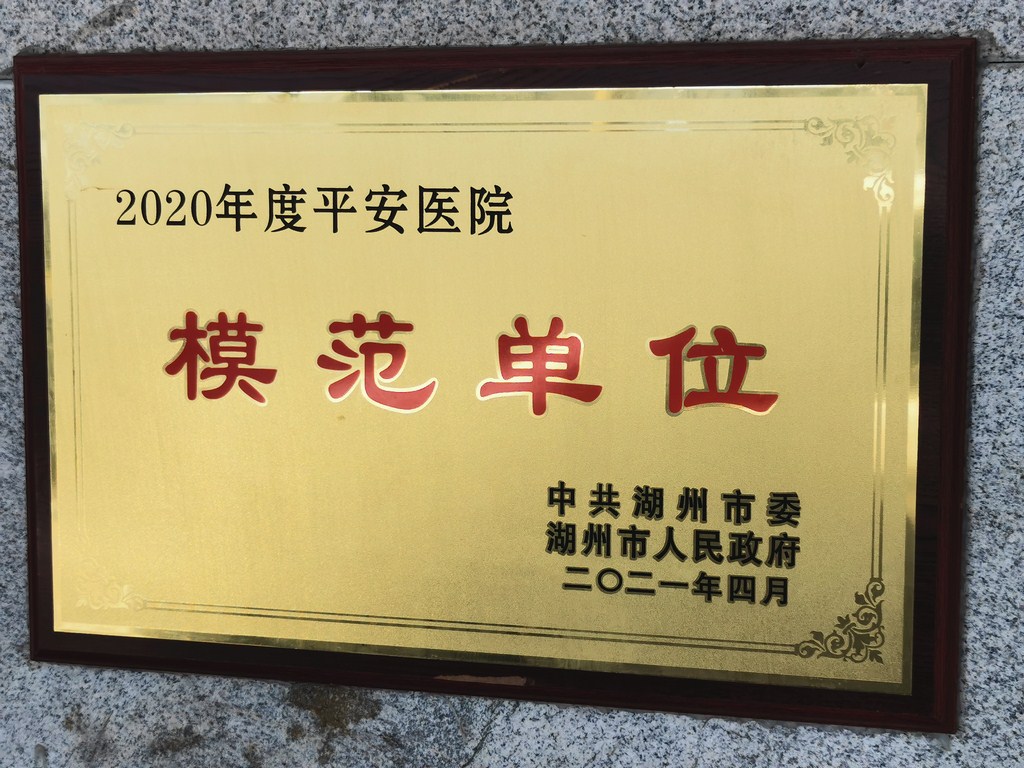 2020年度平安医院
模范单位
中共湖州市委
湖州市人民政府
二〇二一年四月